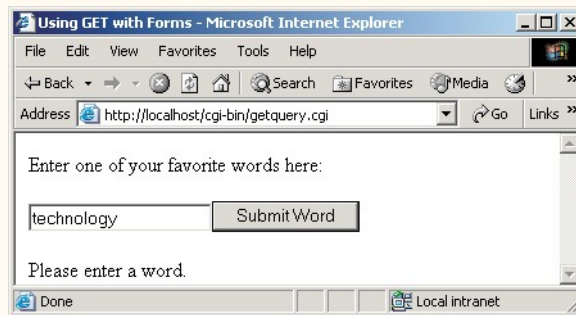 Using GET with Forms - Microsoft Internet Explorer
File Edit View Favorites Tools Help
Back Search Favorites Media »
Address http://localhost/cgi-bin/getquery.cgi Go Links »
Enter one of your favorite words here:
technology Submit Word
Please enter a word.
Done Local intranet